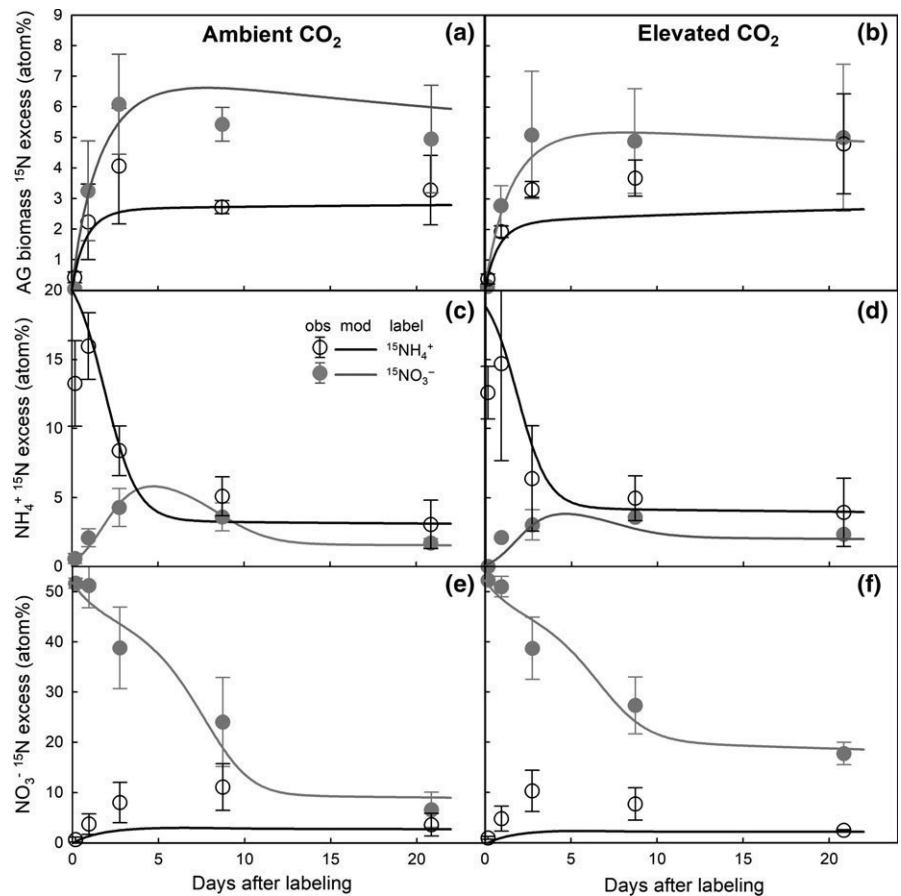 Ambient CO₂ (a)
Elevated CO₂ (b)
AG biomass ¹⁵N excess (atom%)
9
8
7
6
5
4
3
2
1
(c)
(d)
obs mod label
¹⁵NH₄⁺
¹⁵NO₃⁻
NH₄⁺ ¹⁵N excess (atom%)
20
15
10
5
0
(e)
(f)
NO₃⁻ ¹⁵N excess (atom%)
50
40
30
20
10
0
0 5 10 15 20
0 5 10 15 20
Days after labeling
Days after labeling